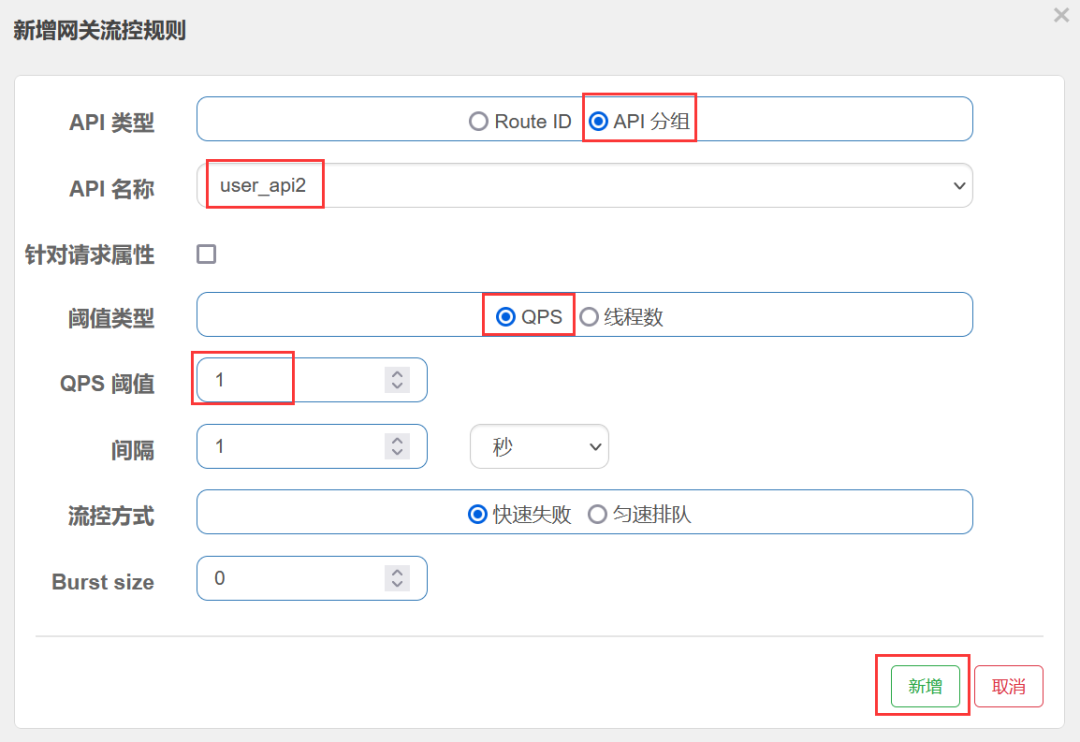 新增网关流控规则
API 类型 Route ID API 分组
API 名称 user_api2
针对请求属性
阈值类型 QPS 线程数
QPS 阈值 1
间隔 1 秒
流控方式 快速失败 匀速排队
Burst size 0
新增 取消